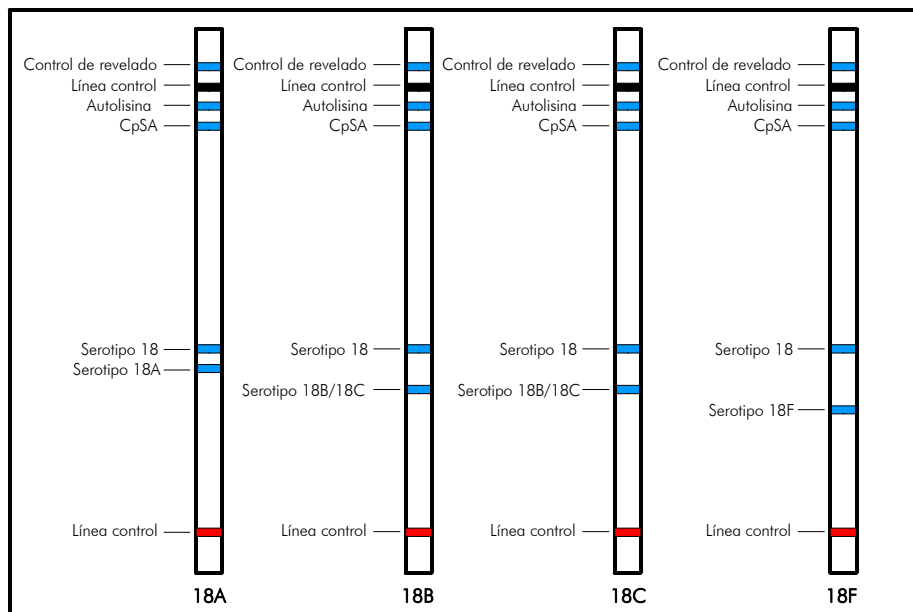 Control de revelado
Línea control
Autolisina
CpSA
Serotipo 18
Serotipo 18A
Línea control
18A
Control de revelado
Línea control
Autolisina
CpSA
Serotipo 18
Serotipo 18B/18C
Línea control
18B
Control de revelado
Línea control
Autolisina
CpSA
Serotipo 18
Serotipo 18B/18C
Línea control
18C
Control de revelado
Línea control
Autolisina
CpSA
Serotipo 18
Serotipo 18F
Línea control
18F